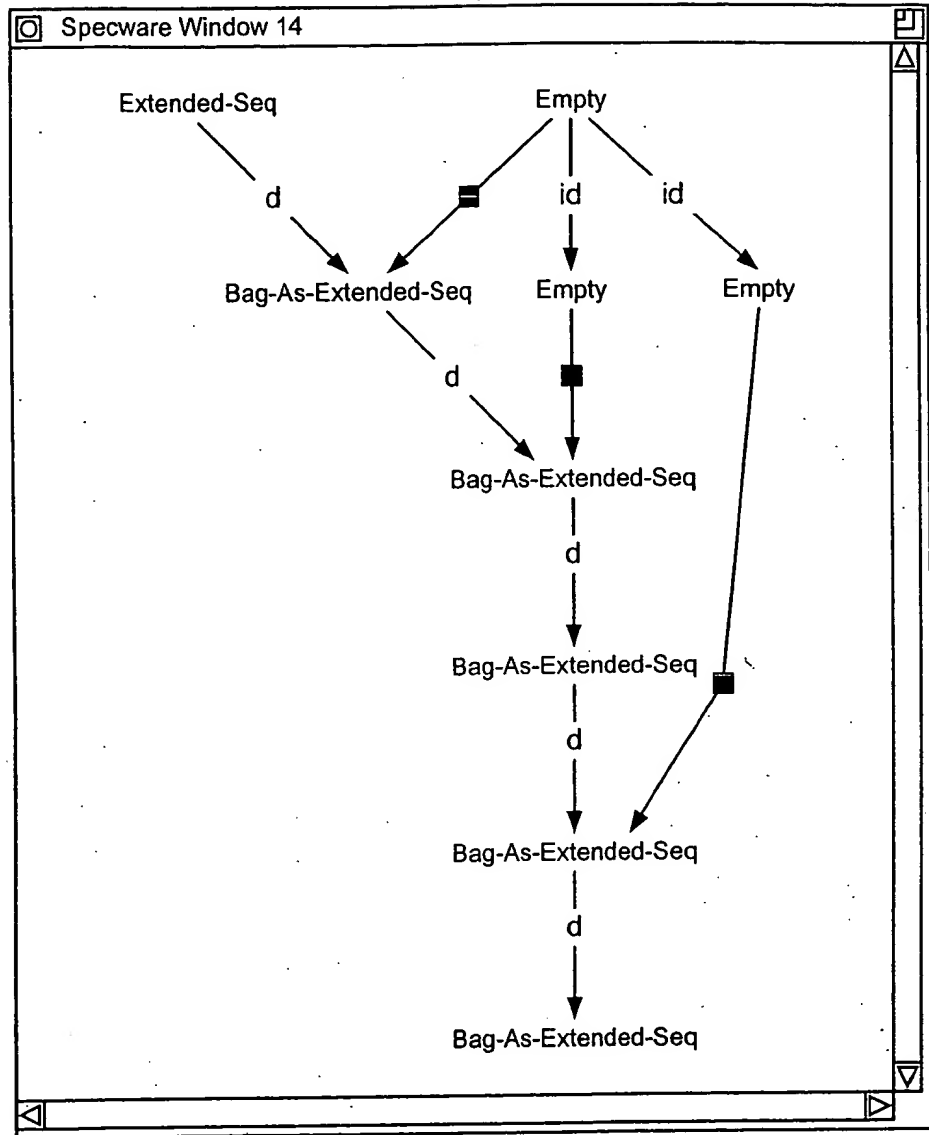 Specware Window 14
Extended-Seq Empty
d id id
Bag-As-Extended-Seq Empty Empty
d
Bag-As-Extended-Seq
d
Bag-As-Extended-Seq
d
Bag-As-Extended-Seq
d
Bag-As-Extended-Seq